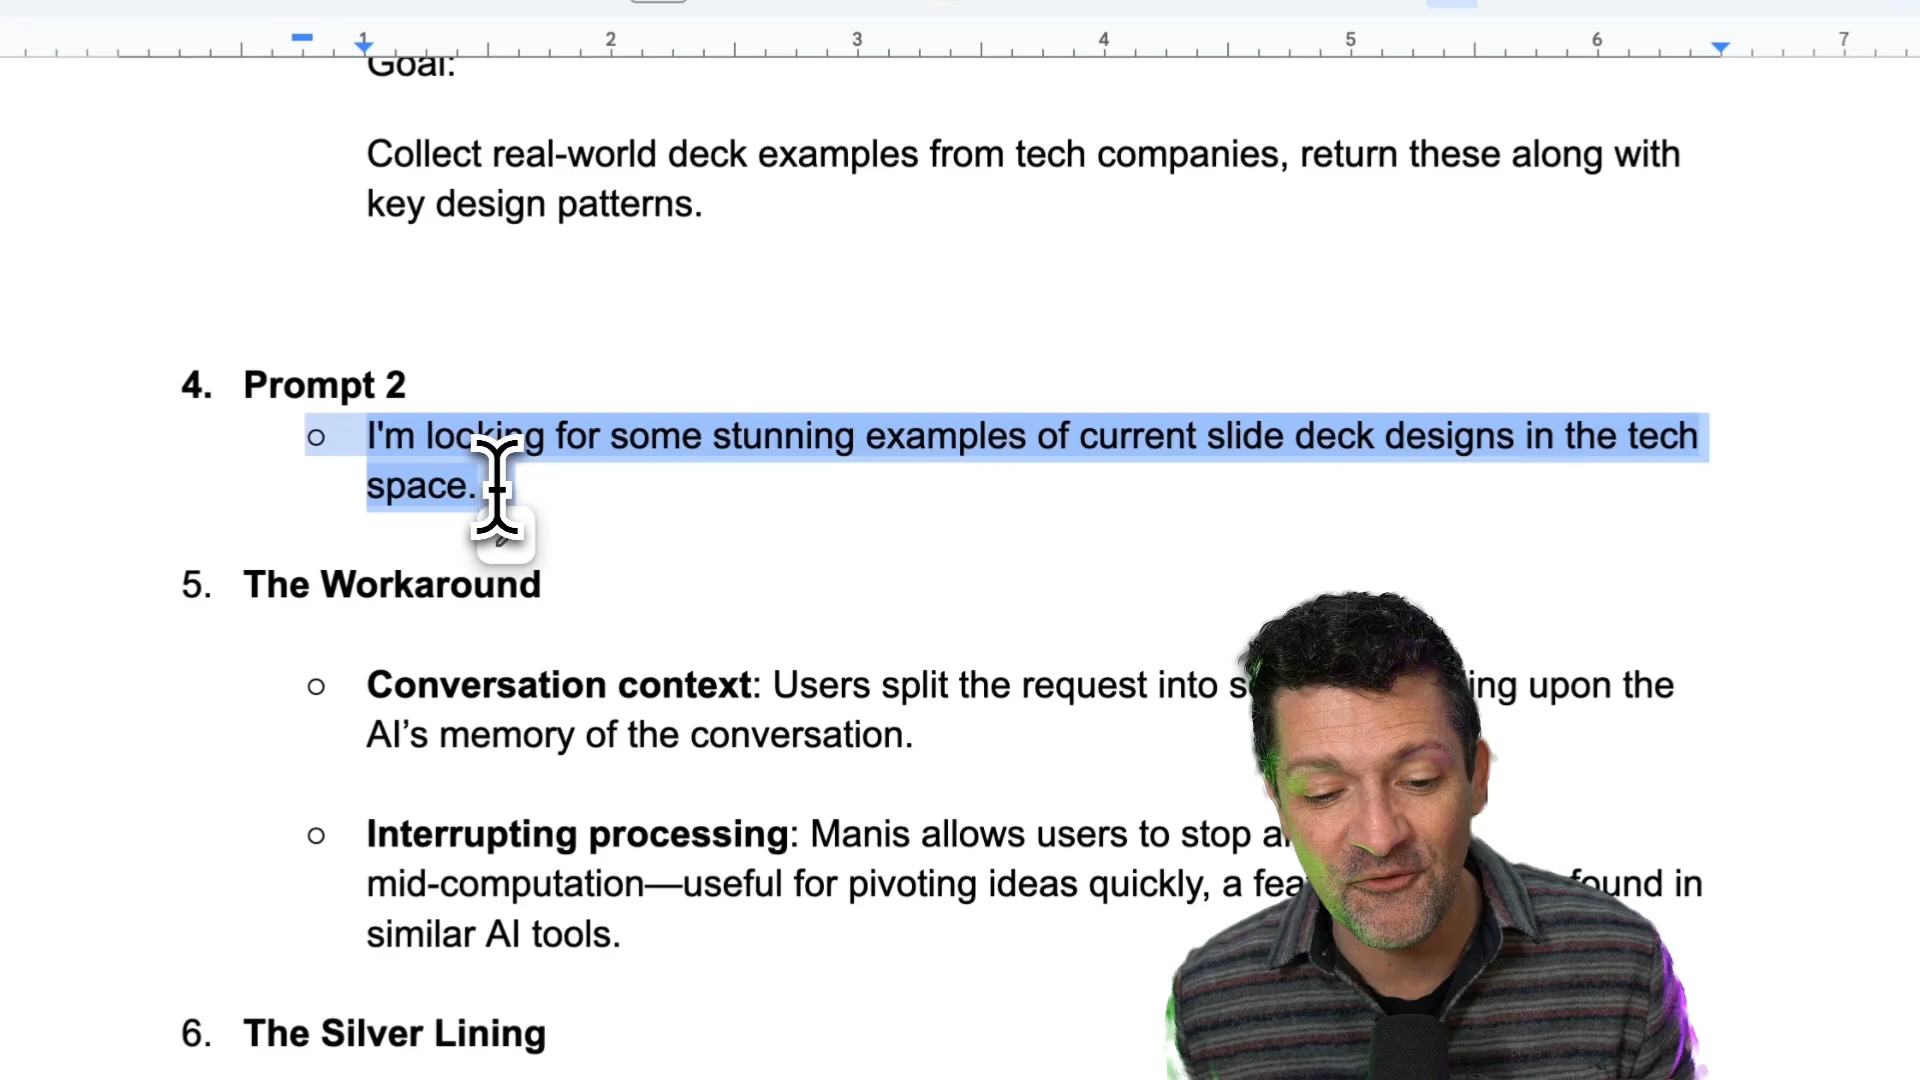 1 2 3 4 5 6 7
Goal:
Collect real-world deck examples from tech companies, return these along with
key design patterns.
4. Prompt 2
○ I'm looking for some stunning examples of current slide deck designs in the tech
space.
5. The Workaround
○ Conversation context: Users split the request into upon the
AI’s memory of the conversation.
○ Interrupting processing: Manis allows users to stop
mid-computation—useful for pivoting ideas quickly, a found in
similar AI tools.
6. The Silver Lining